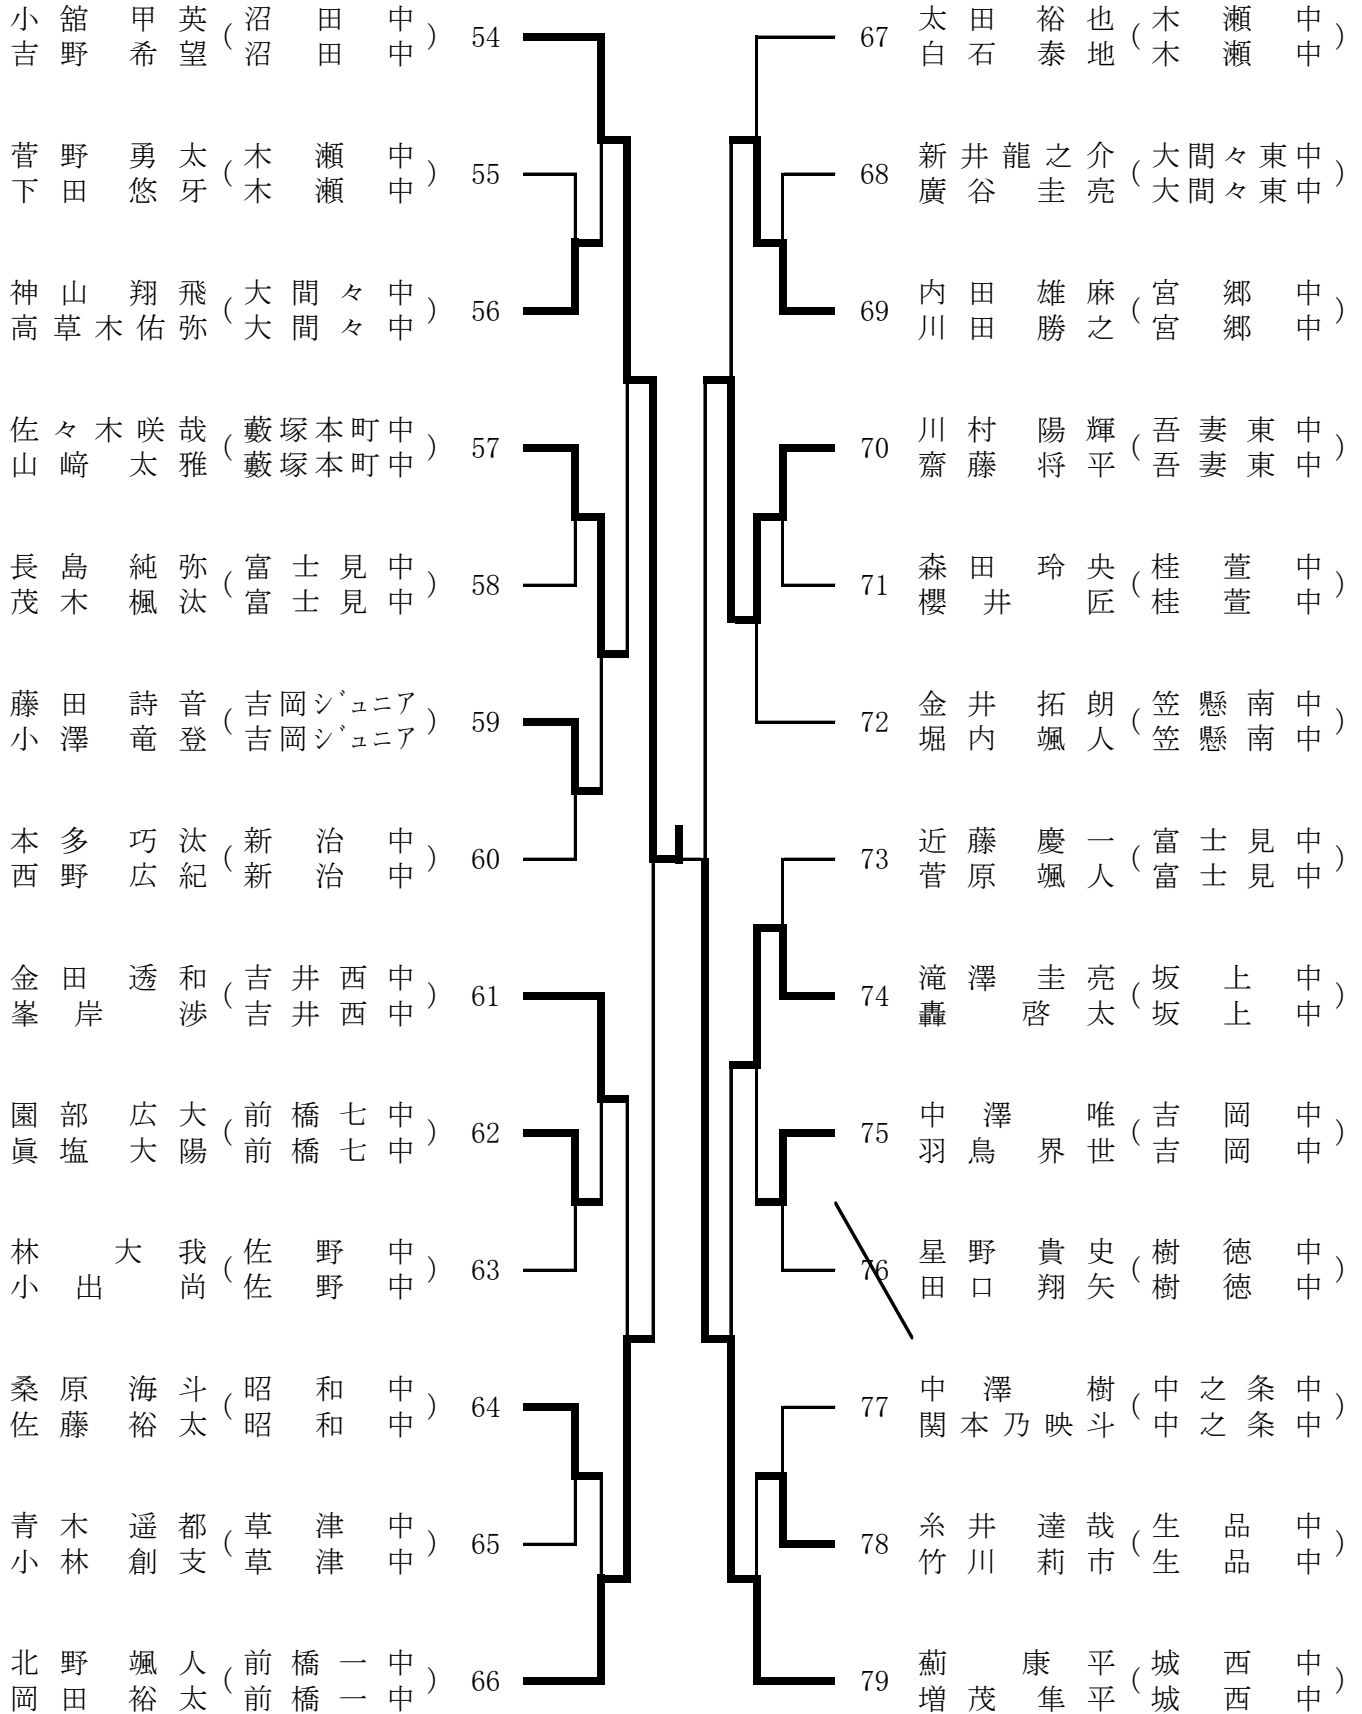 小舘甲英(沼田中) 54
吉野希望(沼田中)
菅野勇太(木瀬中) 55
下田悠牙(木瀬中)
神山翔飛(大間々中) 56
高草木佑弥(大間々中)
佐々木咲哉(藪塚本町中) 57
山﨑太雅(藪塚本町中)
長島純弥(富士見中) 58
茂木楓汰(富士見中)
藤田詩音(吉岡ジュニア) 59
小澤竜登(吉岡ジュニア)
本多巧汰(新治中) 60
西野広紀(新治中)
金田透和(吉井西中) 61
峯岸渉(吉井西中)
園部広大(前橋七中) 62
眞塩大陽(前橋七中)
林大我(佐野中) 63
小出尚(佐野中)
桑原海斗(昭和中) 64
佐藤裕太(昭和中)
青木遥都(草津中) 65
小林創支(草津中)
北野颯人(前橋一中) 66
岡田裕太(前橋一中)
67 太田裕也(木瀬中)
白石泰地(木瀬中)
68 新井龍之介(大間々東中)
廣谷圭亮(大間々東中)
69 内田雄麻(宮郷中)
川田勝之(宮郷中)
70 川村陽輝(吾妻東中)
齋藤将平(吾妻東中)
71 森田玲央(桂萱中)
櫻井匠(桂萱中)
72 金井拓朗(笠懸南中)
堀内颯人(笠懸南中)
73 近藤慶一(富士見中)
菅原颯人(富士見中)
74 滝澤圭亮(坂上中)
轟啓太(坂上中)
75 中澤唯(吉岡中)
羽鳥界世(吉岡中)
76 星野貴史(樹徳中)
田口翔矢(樹徳中)
77 中澤樹(中之条中)
関本乃映斗(中之条中)
78 糸井達哉(生品中)
竹川莉市(生品中)
79 薊康平(城西中)
増茂隼平(城西中)